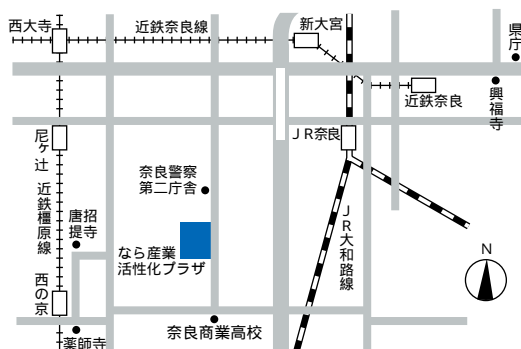 西大寺
近鉄奈良線
新大宮
県庁
近鉄奈良
興福寺
尼ヶ辻
近鉄橿原線
JR奈良
奈良警察
第二庁舎
唐招
提寺
なら産業
活性化プラザ
JR大和路線
N
西の京
薬師寺
奈良商業高校